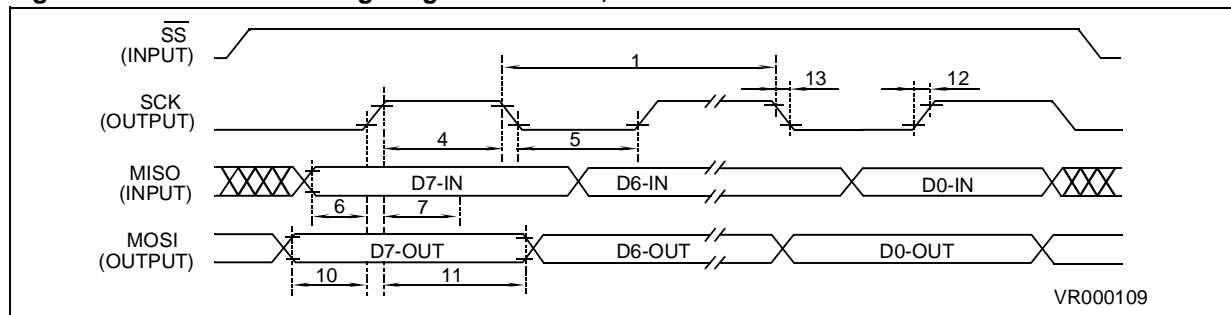 SS
(INPUT)
1
13
12
SCK
(OUTPUT)
4
5
MISO
(INPUT)
D7-IN
D6-IN
D0-IN
6
7
MOSI
(OUTPUT)
D7-OUT
D6-OUT
D0-OUT
10
11
VR000109